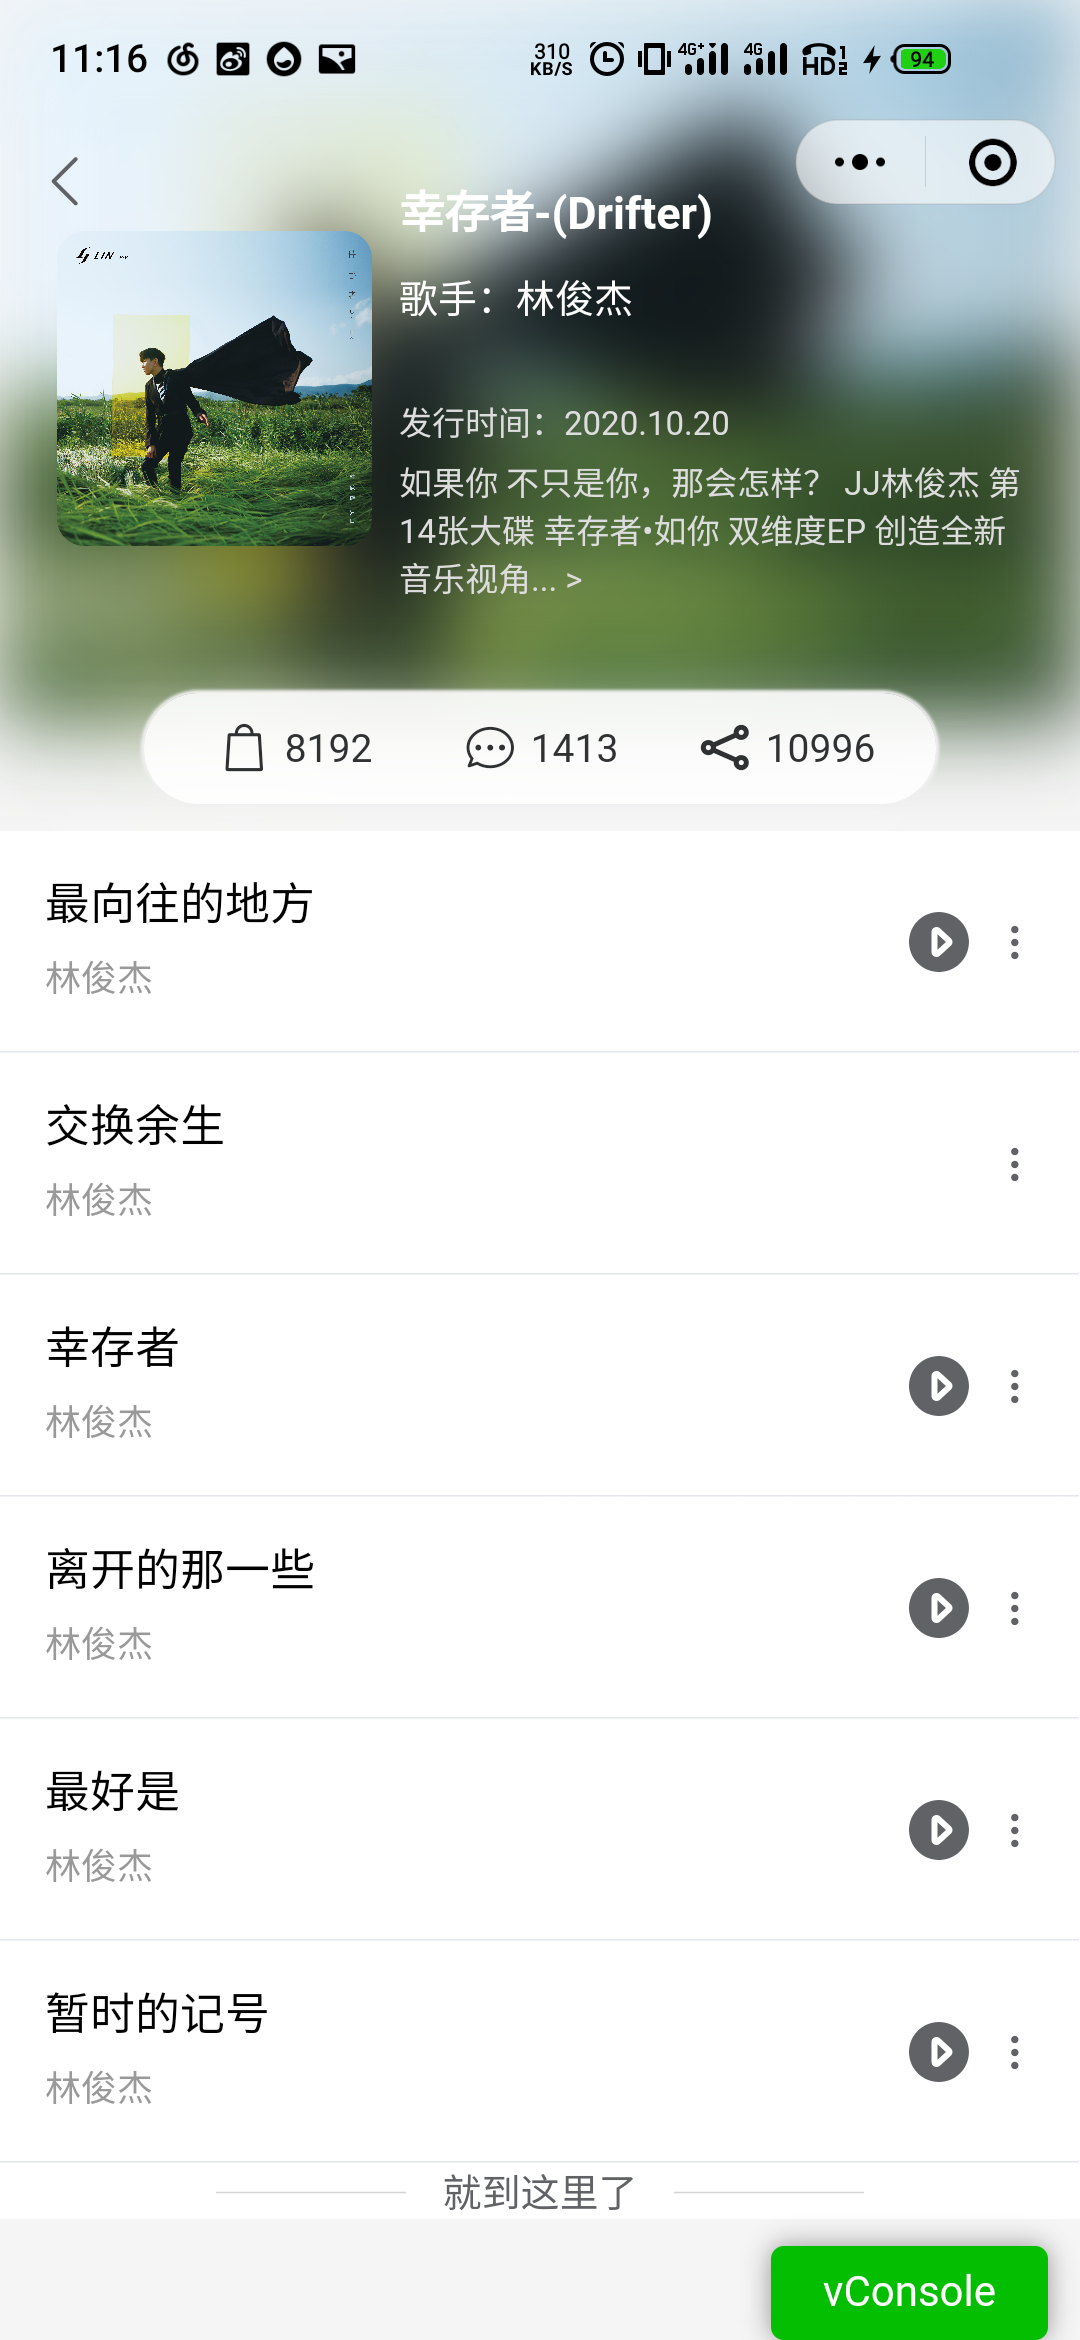 11:16
310
KB/S
4G+
4G
HD 1 2
94
幸存者-(Drifter)
歌手：林俊杰
发行时间：2020.10.20
如果你 不只是你，那会怎样？ JJ林俊杰 第
14张大碟 幸存者•如你 双维度EP 创造全新
音乐视角... >
LIN
8192
1413
10996
最向往的地方
林俊杰
交换余生
林俊杰
幸存者
林俊杰
离开的那一些
林俊杰
最好是
林俊杰
暂时的记号
林俊杰
就到这里了
vConsole